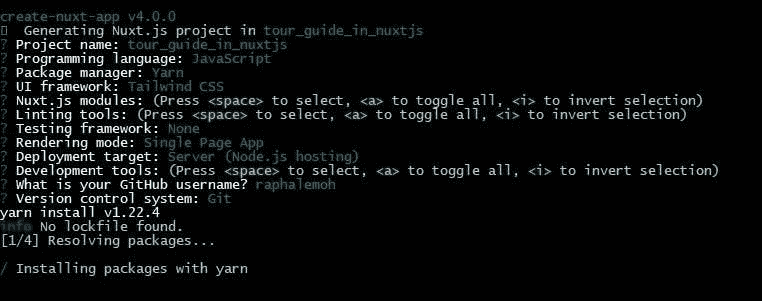 create-nuxt-app v4.0.0
Generating Nuxt.js project in tour_guide_in_nuxtjs
? Project name: tour_guide_in_nuxtjs
? Programming language: JavaScript
? Package manager: Yarn
? UI framework: Tailwind CSS
? Nuxt.js modules: (Press <space> to select, <a> to toggle all, <i> to invert selection)
? Linting tools: (Press <space> to select, <a> to toggle all, <i> to invert selection)
? Testing framework: None
? Rendering mode: Single Page App
? Deployment target: Server (Node.js hosting)
? Development tools: (Press <space> to select, <a> to toggle all, <i> to invert selection)
? What is your GitHub username? raphalemoh
? Version control system: Git
yarn install v1.22.4
info No lockfile found.
[1/4] Resolving packages...
/ Installing packages with yarn